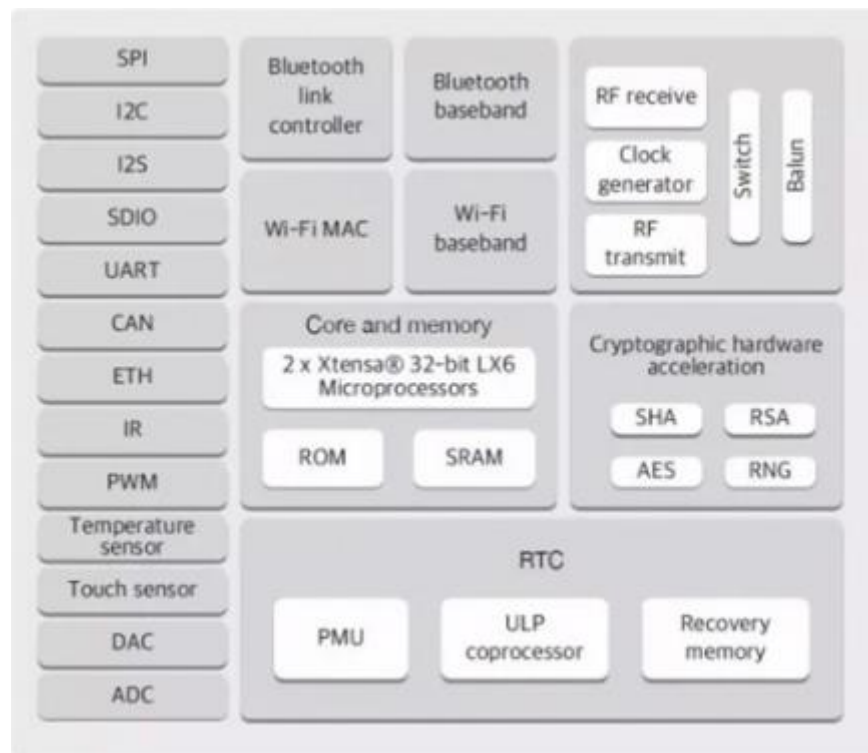 SPI
I2C
I2S
SDIO
UART
CAN
ETH
IR
PWM
Temperature
sensor
Touch sensor
DAC
ADC
Bluetooth
link
controller
Bluetooth
baseband
Wi-Fi MAC
Wi-Fi
baseband
RF receive
Clock
generator
RF
transmit
Switch
Balun
Core and memory
2 x Xtensa® 32-bit LX6
Microprocessors
ROM
SRAM
Cryptographic hardware
acceleration
SHA
RSA
AES
RNG
RTC
PMU
ULP
coprocessor
Recovery
memory